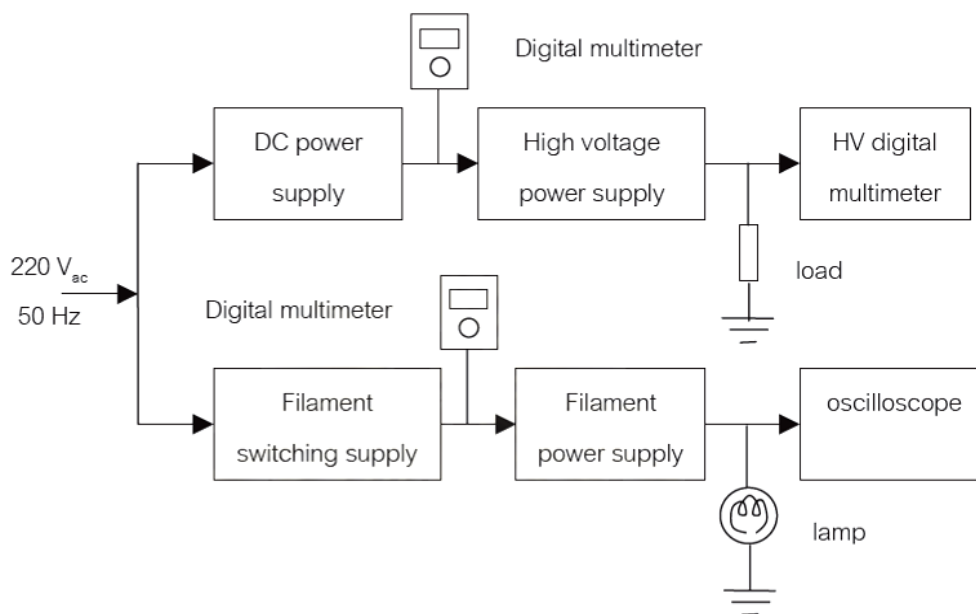 Digital multimeter
DC power
supply
High voltage
power supply
HV digital
multimeter
220 Vac
50 Hz
load
Digital multimeter
Filament
switching supply
Filament
power supply
oscilloscope
lamp